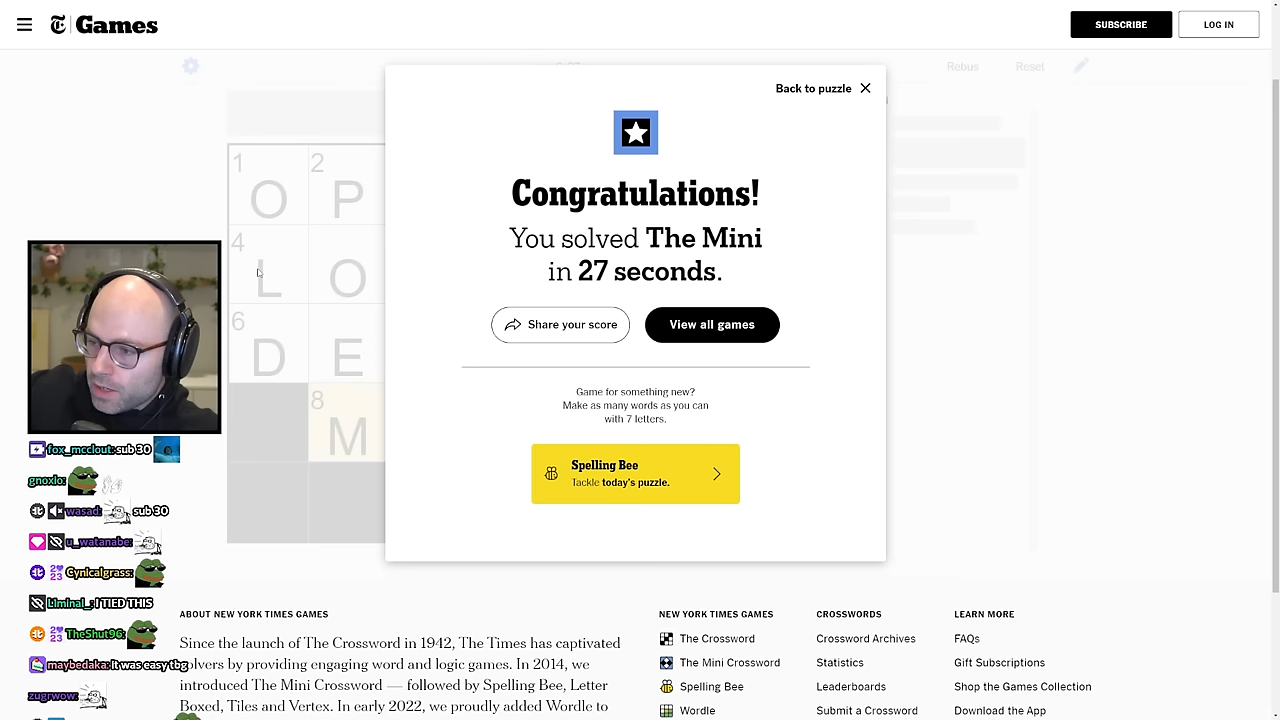 Games
SUBSCRIBE
LOG IN
Rebus
Reset
Back to puzzle
Congratulations!
You solved The Mini
in 27 seconds.
Share your score
View all games
Game for something new?
Make as many words as you can
with 7 letters.
Spelling Bee
Tackle today's puzzle.
1
O
2
P
4
L
O
6
D
E
8
M
fox_mcclout: sub 30
gnoxlo:
wasad: sub 30
u_watanabe:
Cynicalgrass:
L1minal_: I TIED THIS
TheShut96:
maybedaka: it was easy tbg
zugrwow:
ABOUT NEW YORK TIMES GAMES
Since the launch of The Crossword in 1942, The Times has captivated
solvers by providing engaging word and logic games. In 2014, we
introduced The Mini Crossword — followed by Spelling Bee, Letter
Boxed, Tiles and Vertex. In early 2022, we proudly added Wordle to
NEW YORK TIMES GAMES
The Crossword
The Mini Crossword
Spelling Bee
Wordle
CROSSWORDS
Crossword Archives
Statistics
Leaderboards
Submit a Crossword
LEARN MORE
FAQs
Gift Subscriptions
Shop the Games Collection
Download the App